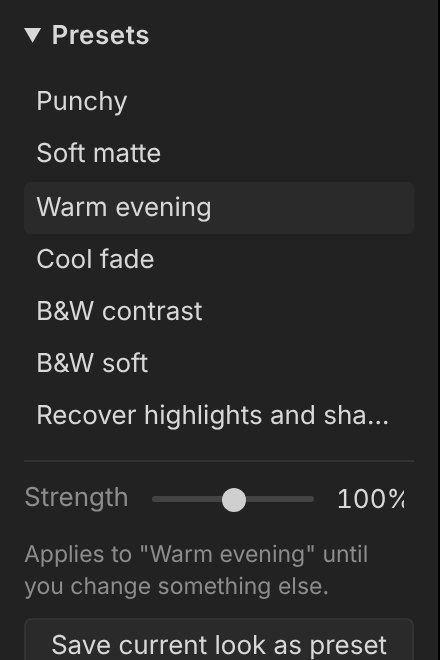 ▼ Presets
Punchy
Soft matte
Warm evening
Cool fade
B&W contrast
B&W soft
Recover highlights and sha...
Strength 100%
Applies to "Warm evening" until
you change something else.
Save current look as preset